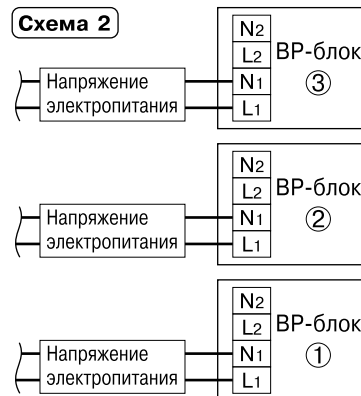 Схема 2
N2
L2
N1
L1
ВР-блок
③
Напряжение
электропитания
N2
L2
N1
L1
ВР-блок
②
Напряжение
электропитания
N2
L2
N1
L1
ВР-блок
①
Напряжение
электропитания